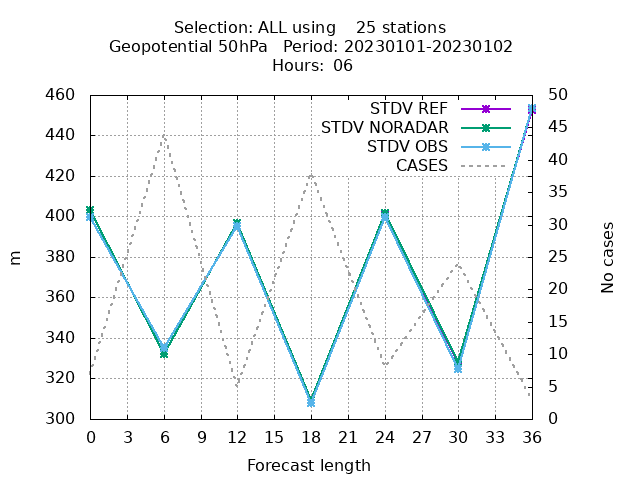 Selection: ALL using    25 stations
Geopotential 50hPa   Period: 20230101-20230102
Hours:  06
STDV REF
STDV NORADAR
STDV OBS
CASES
460
440
420
400
380
360
340
320
300
m
50
45
40
35
30
25
20
15
10
5
0
No cases
0 3 6 9 12 15 18 21 24 27 30 33 36
Forecast length